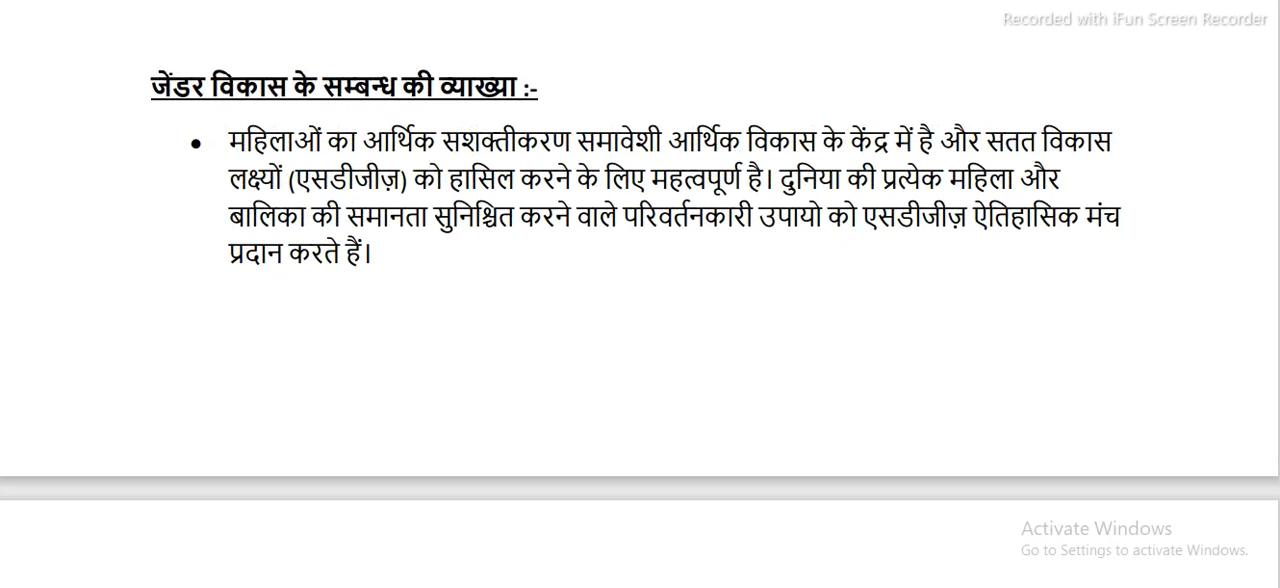 Recorded with iFun Screen Recorder
जेंडर विकास के सम्बन्ध की व्याख्या :-
• महिलाओं का आर्थिक सशक्तीकरण समावेशी आर्थिक विकास के केंद्र में है और सतत विकास
लक्ष्यों (एसडीजीज़) को हासिल करने के लिए महत्वपूर्ण है। दुनिया की प्रत्येक महिला और
बालिका की समानता सुनिश्चित करने वाले परिवर्तनकारी उपायो को एसडीजीज़ ऐतिहासिक मंच
प्रदान करते हैं।
Activate Windows
Go to Settings to activate Windows.